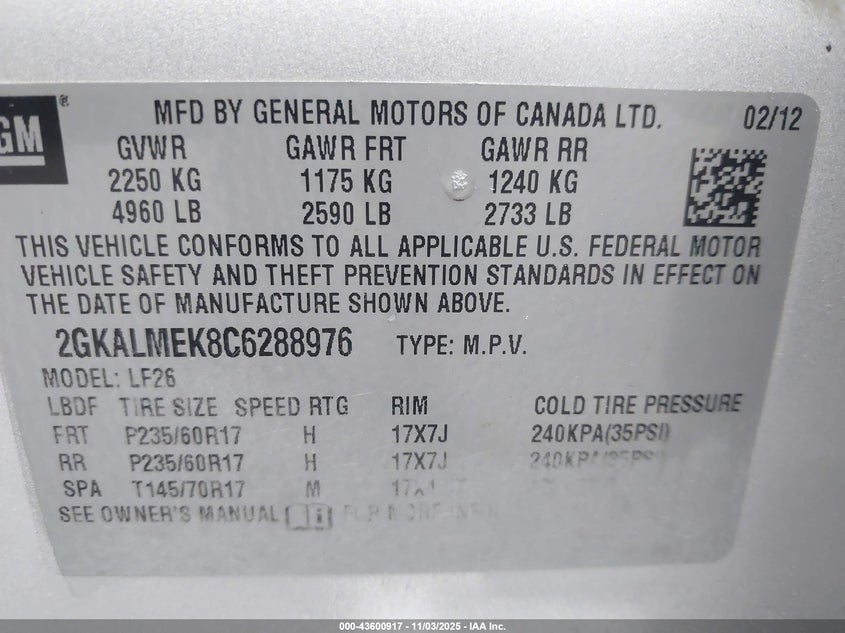 GM ®
MFD BY GENERAL MOTORS OF CANADA LTD. 02/12
GVWR GAWR FRT GAWR RR
2250 KG 1175 KG 1240 KG
4960 LB 2590 LB 2733 LB
THIS VEHICLE CONFORMS TO ALL APPLICABLE U.S. FEDERAL MOTOR
VEHICLE SAFETY AND THEFT PREVENTION STANDARDS IN EFFECT ON
THE DATE OF MANUFACTURE SHOWN ABOVE.
2GKALMEK8C6288976 TYPE: M.P.V.
MODEL: LF26
LBDF TIRE SIZE SPEED RTG RIM COLD TIRE PRESSURE
FRT P235/60R17 H 17X7J 240KPA(35PSI)
RR P235/60R17 H 17X7J 240KPA(35PSI)
SPA T145/70R17 M
SEE OWNER'S MANUAL FOR MORE
000-43600917 - 11/03/2025 - IAA Inc.